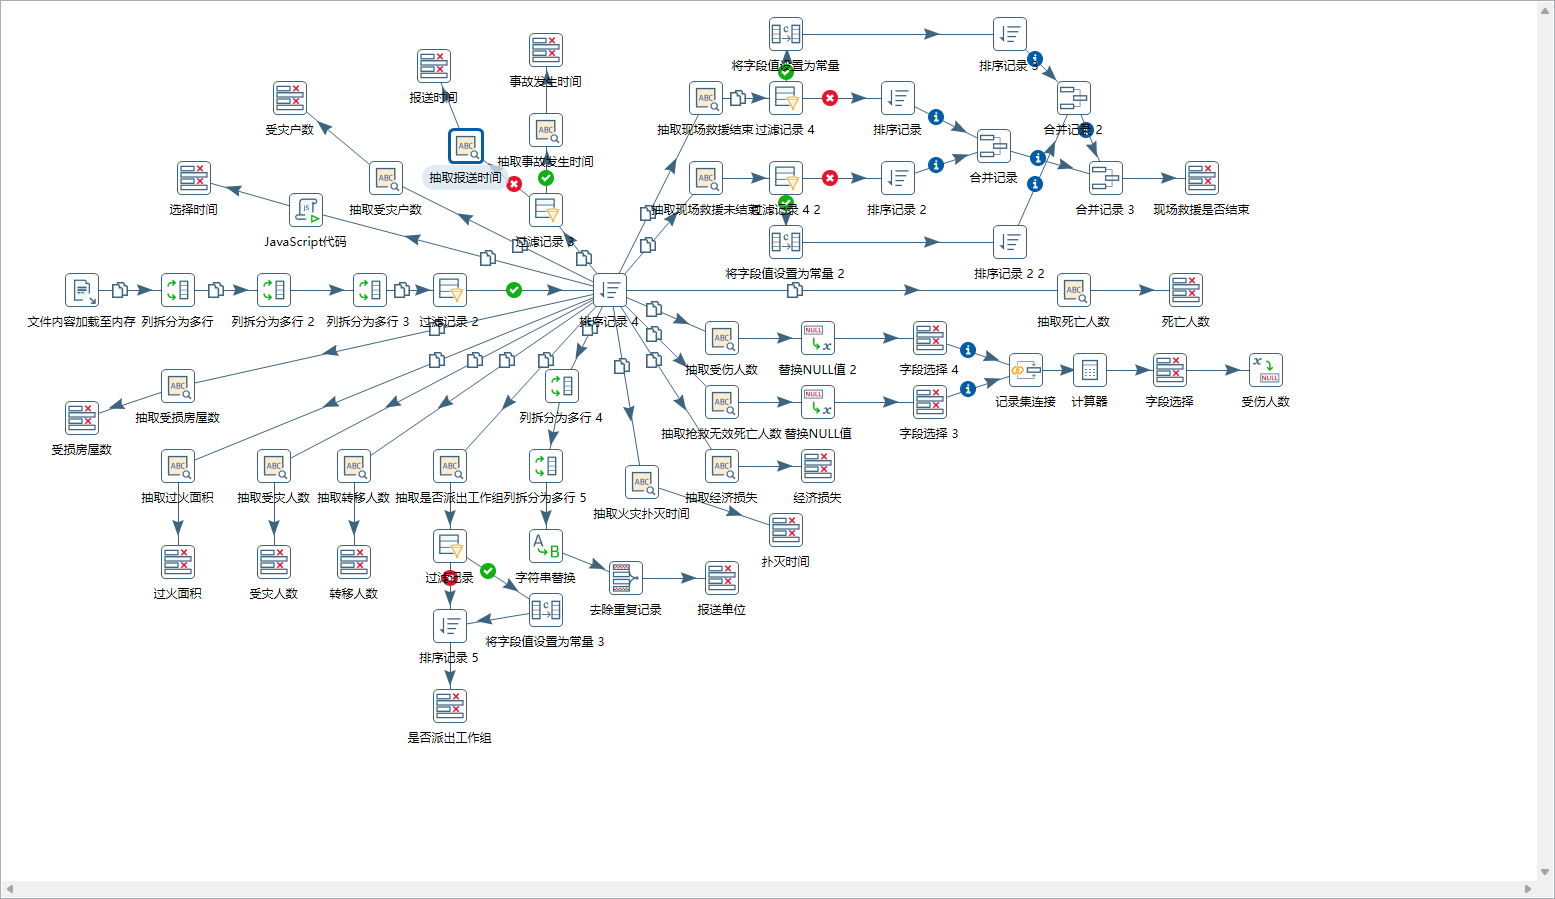 将字段值设置为常量
排序记录 3
事故发生时间
报送时间
受灾户数
抽取现场救援结束
过滤记录 4
排序记录
合并记录 2
抽取事故发生时间
抽取报送时间
合并记录
选择时间
抽取受灾户数
抽取现场救援未结束
过滤记录 4 2
排序记录 2
合并记录 3
现场救援是否结束
JavaScript代码
过滤记录 3
将字段值设置为常量 2
排序记录 2 2
文件内容加载至内存
列拆分为多行
列拆分为多行 2
列拆分为多行 3
过滤记录 2
排序记录 4
抽取死亡人数
死亡人数
抽取受伤人数
替换NULL值 2
字段选择 4
记录集连接
计算器
字段选择
受伤人数
抽取受损房屋数
列拆分为多行 4
抽取抢救无效死亡人数
替换NULL值
字段选择 3
受损房屋数
抽取过火面积
抽取受灾人数
抽取转移人数
抽取是否派出工作组
列拆分为多行 5
抽取火灾扑灭时间
抽取经济损失
经济损失
扑灭时间
过火面积
受灾人数
转移人数
过滤记录
字符串替换
去除重复记录
报送单位
将字段值设置为常量 3
排序记录 5
是否派出工作组